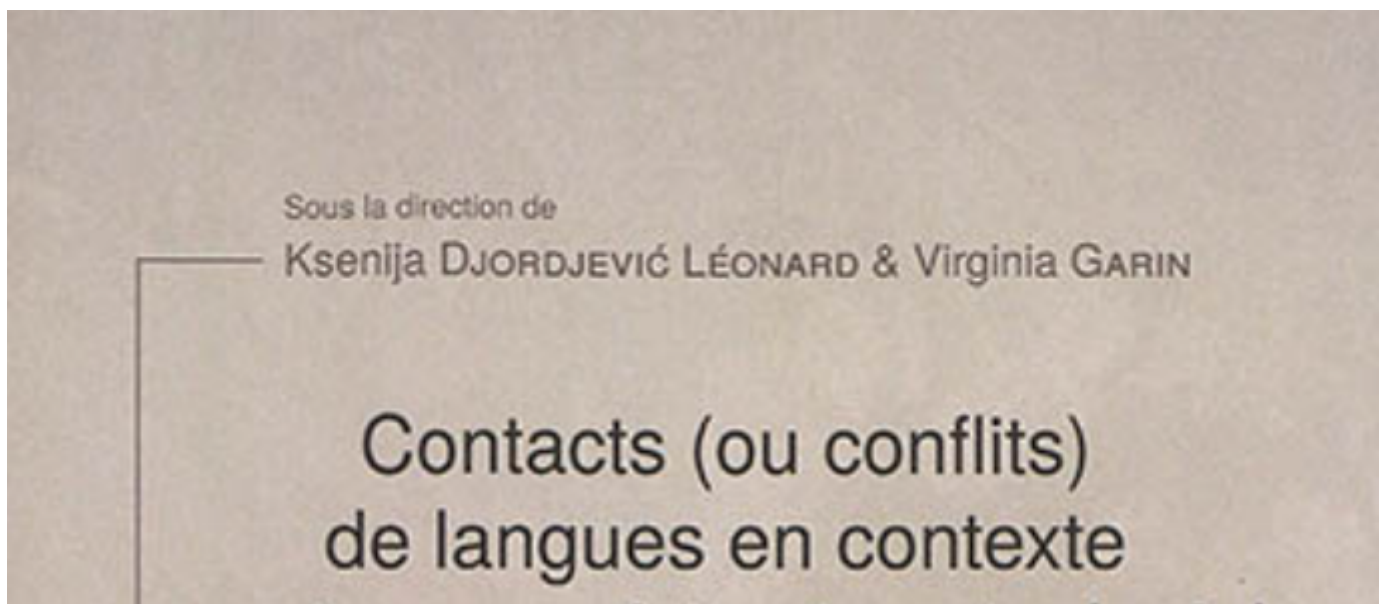 Sous la direction de
Ksenija DJORDJEVIĆ LÉONARD & Virginia GARIN
Contacts (ou conflits)
de langues en contexte